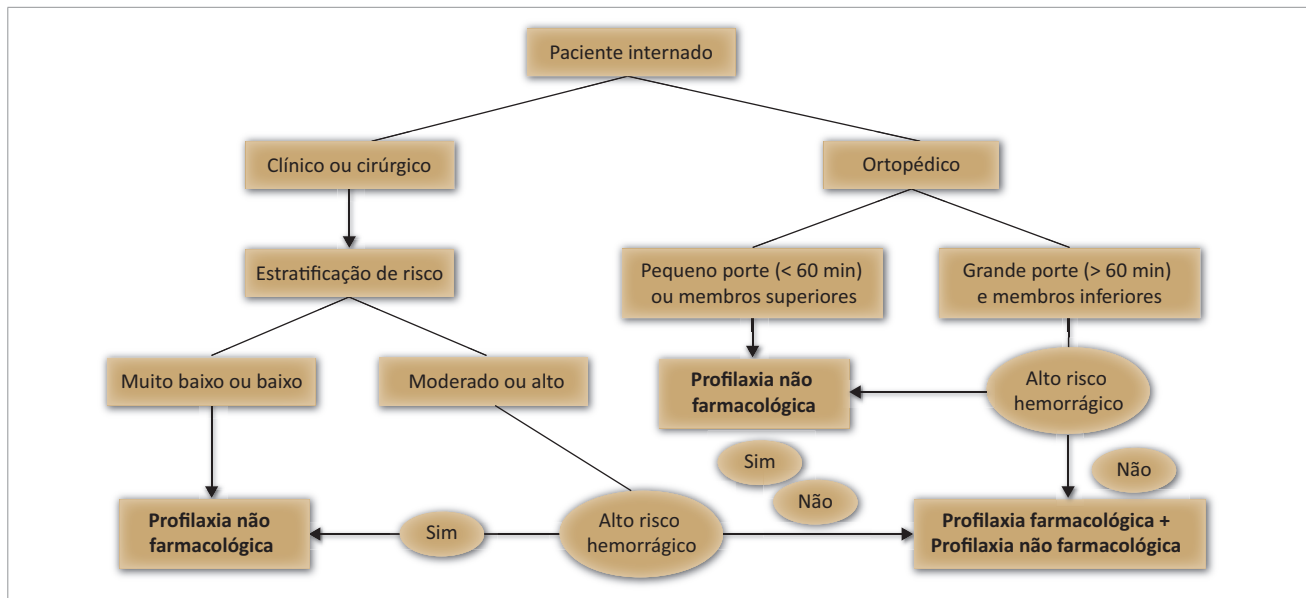 Paciente internado
Clínico ou cirúrgico
Ortopédico
Estratificação de risco
Pequeno porte (< 60 min)
ou membros superiores
Grande porte (> 60 min)
e membros inferiores
Muito baixo ou baixo
Moderado ou alto
Profilaxia não
farmacológica
Alto risco
hemorrágico
Sim
Não
Não
Profilaxia não
farmacológica
Sim
Alto risco
hemorrágico
Profilaxia farmacológica +
Profilaxia não farmacológica